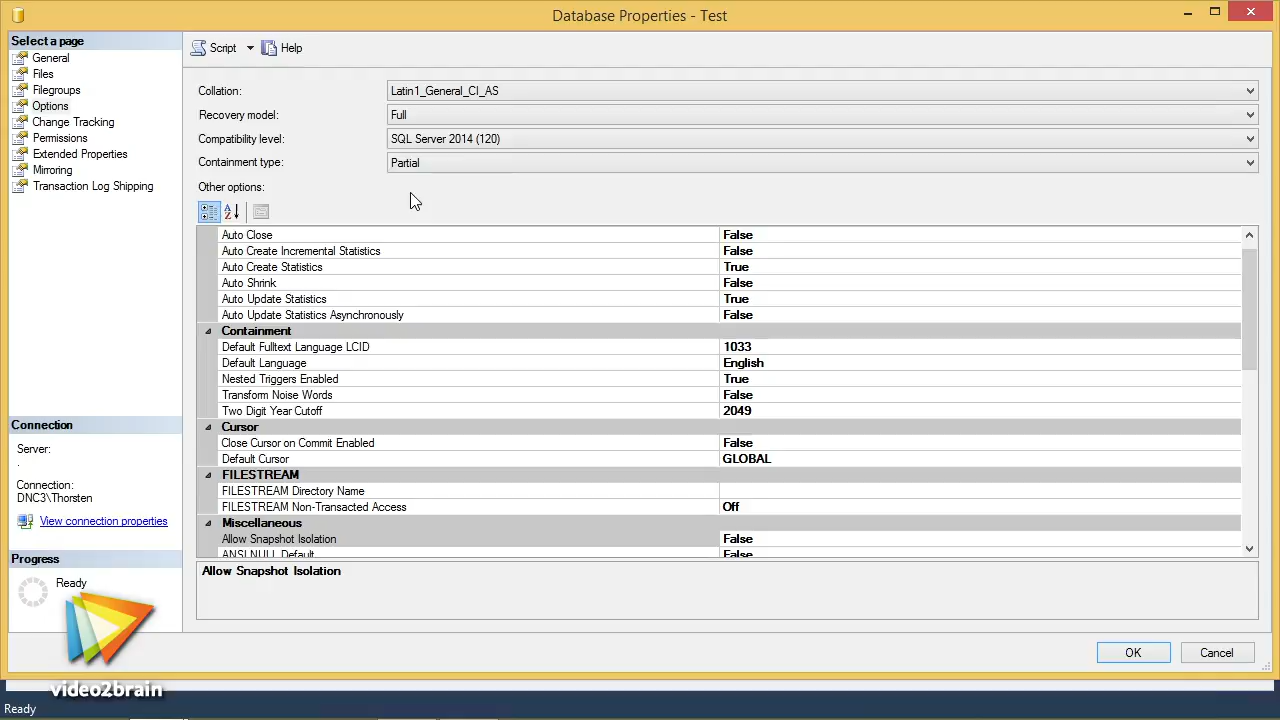 Database Properties - Test
Select a page
General
Files
Filegroups
Options
Change Tracking
Permissions
Extended Properties
Mirroring
Transaction Log Shipping
Connection
Server:
.
Connection:
DNC3\Thorsten
View connection properties
Progress
Ready
Script Help
Collation: Latin1_General_CI_AS
Recovery model: Full
Compatibility level: SQL Server 2014 (120)
Containment type: Partial
Other options:
Auto Close False
Auto Create Incremental Statistics False
Auto Create Statistics True
Auto Shrink False
Auto Update Statistics True
Auto Update Statistics Asynchronously False
Containment
Default Fulltext Language LCID 1033
Default Language English
Nested Triggers Enabled True
Transform Noise Words False
Two Digit Year Cutoff 2049
Cursor
Close Cursor on Commit Enabled False
Default Cursor GLOBAL
FILESTREAM
FILESTREAM Directory Name
FILESTREAM Non-Transacted Access Off
Miscellaneous
Allow Snapshot Isolation False
ANSI NULL Default False
Allow Snapshot Isolation
OK Cancel
video2brain
Ready